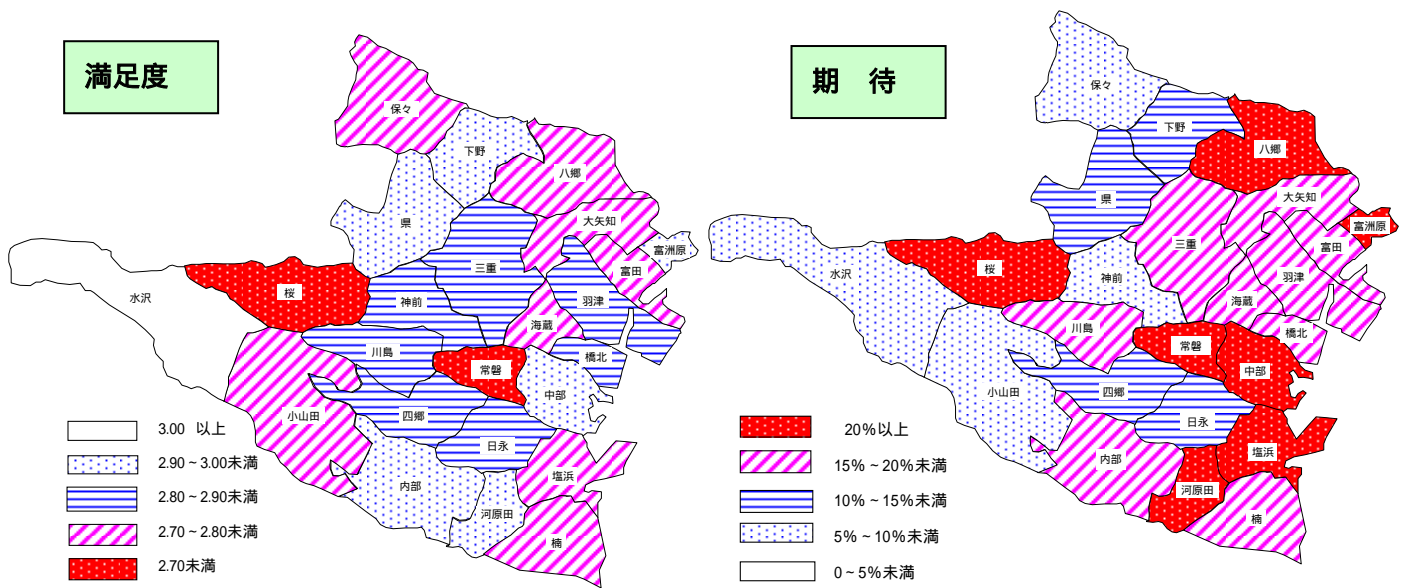 満足度
保々
下野
八郷
大矢知
県
富洲原
富田
三重
水沢
桜
神前
羽津
海蔵
川島
橋北
常磐
中部
小山田
四郷
日永
塩浜
内部
河原田
楠
3.00 以上
2.90～3.00未満
2.80～2.90未満
2.70～2.80未満
2.70未満
期 待
保々
下野
八郷
大矢知
県
富洲原
富田
三重
水沢
桜
神前
羽津
海蔵
川島
橋北
常磐
中部
小山田
四郷
日永
塩浜
内部
河原田
楠
20%以上
15%～20%未満
10%～15%未満
5%～10%未満
0～5%未満